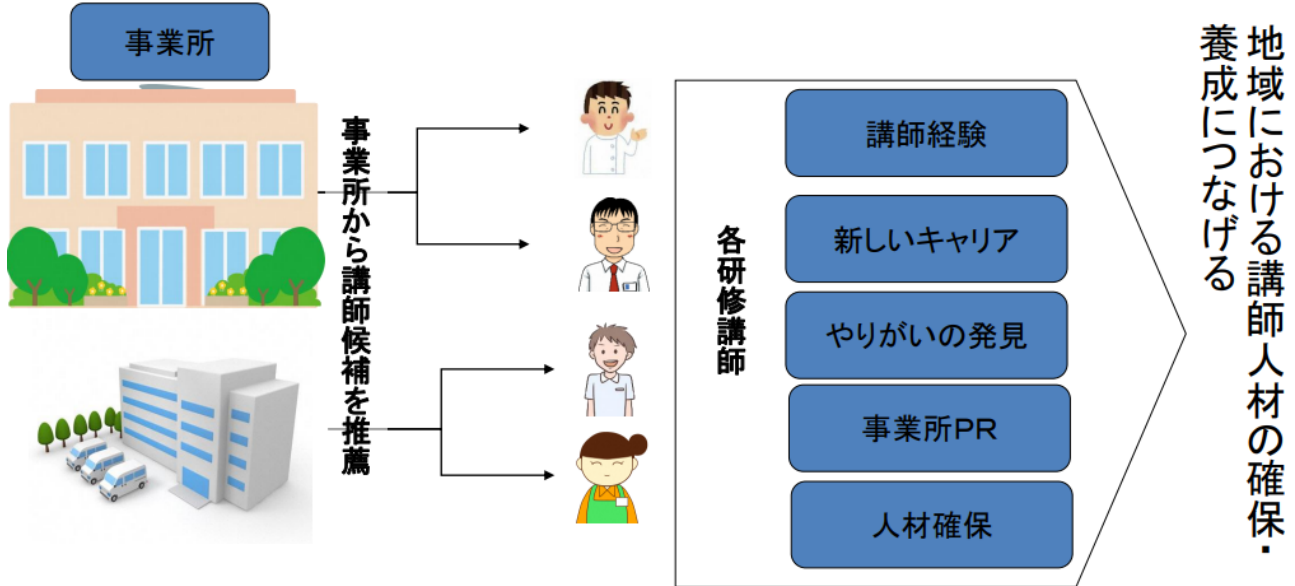 事業所
事業所から講師候補を推薦
各研修講師
講師経験
新しいキャリア
やりがいの発見
事業所PR
人材確保
地域における講師人材の確保・
養成につなげる